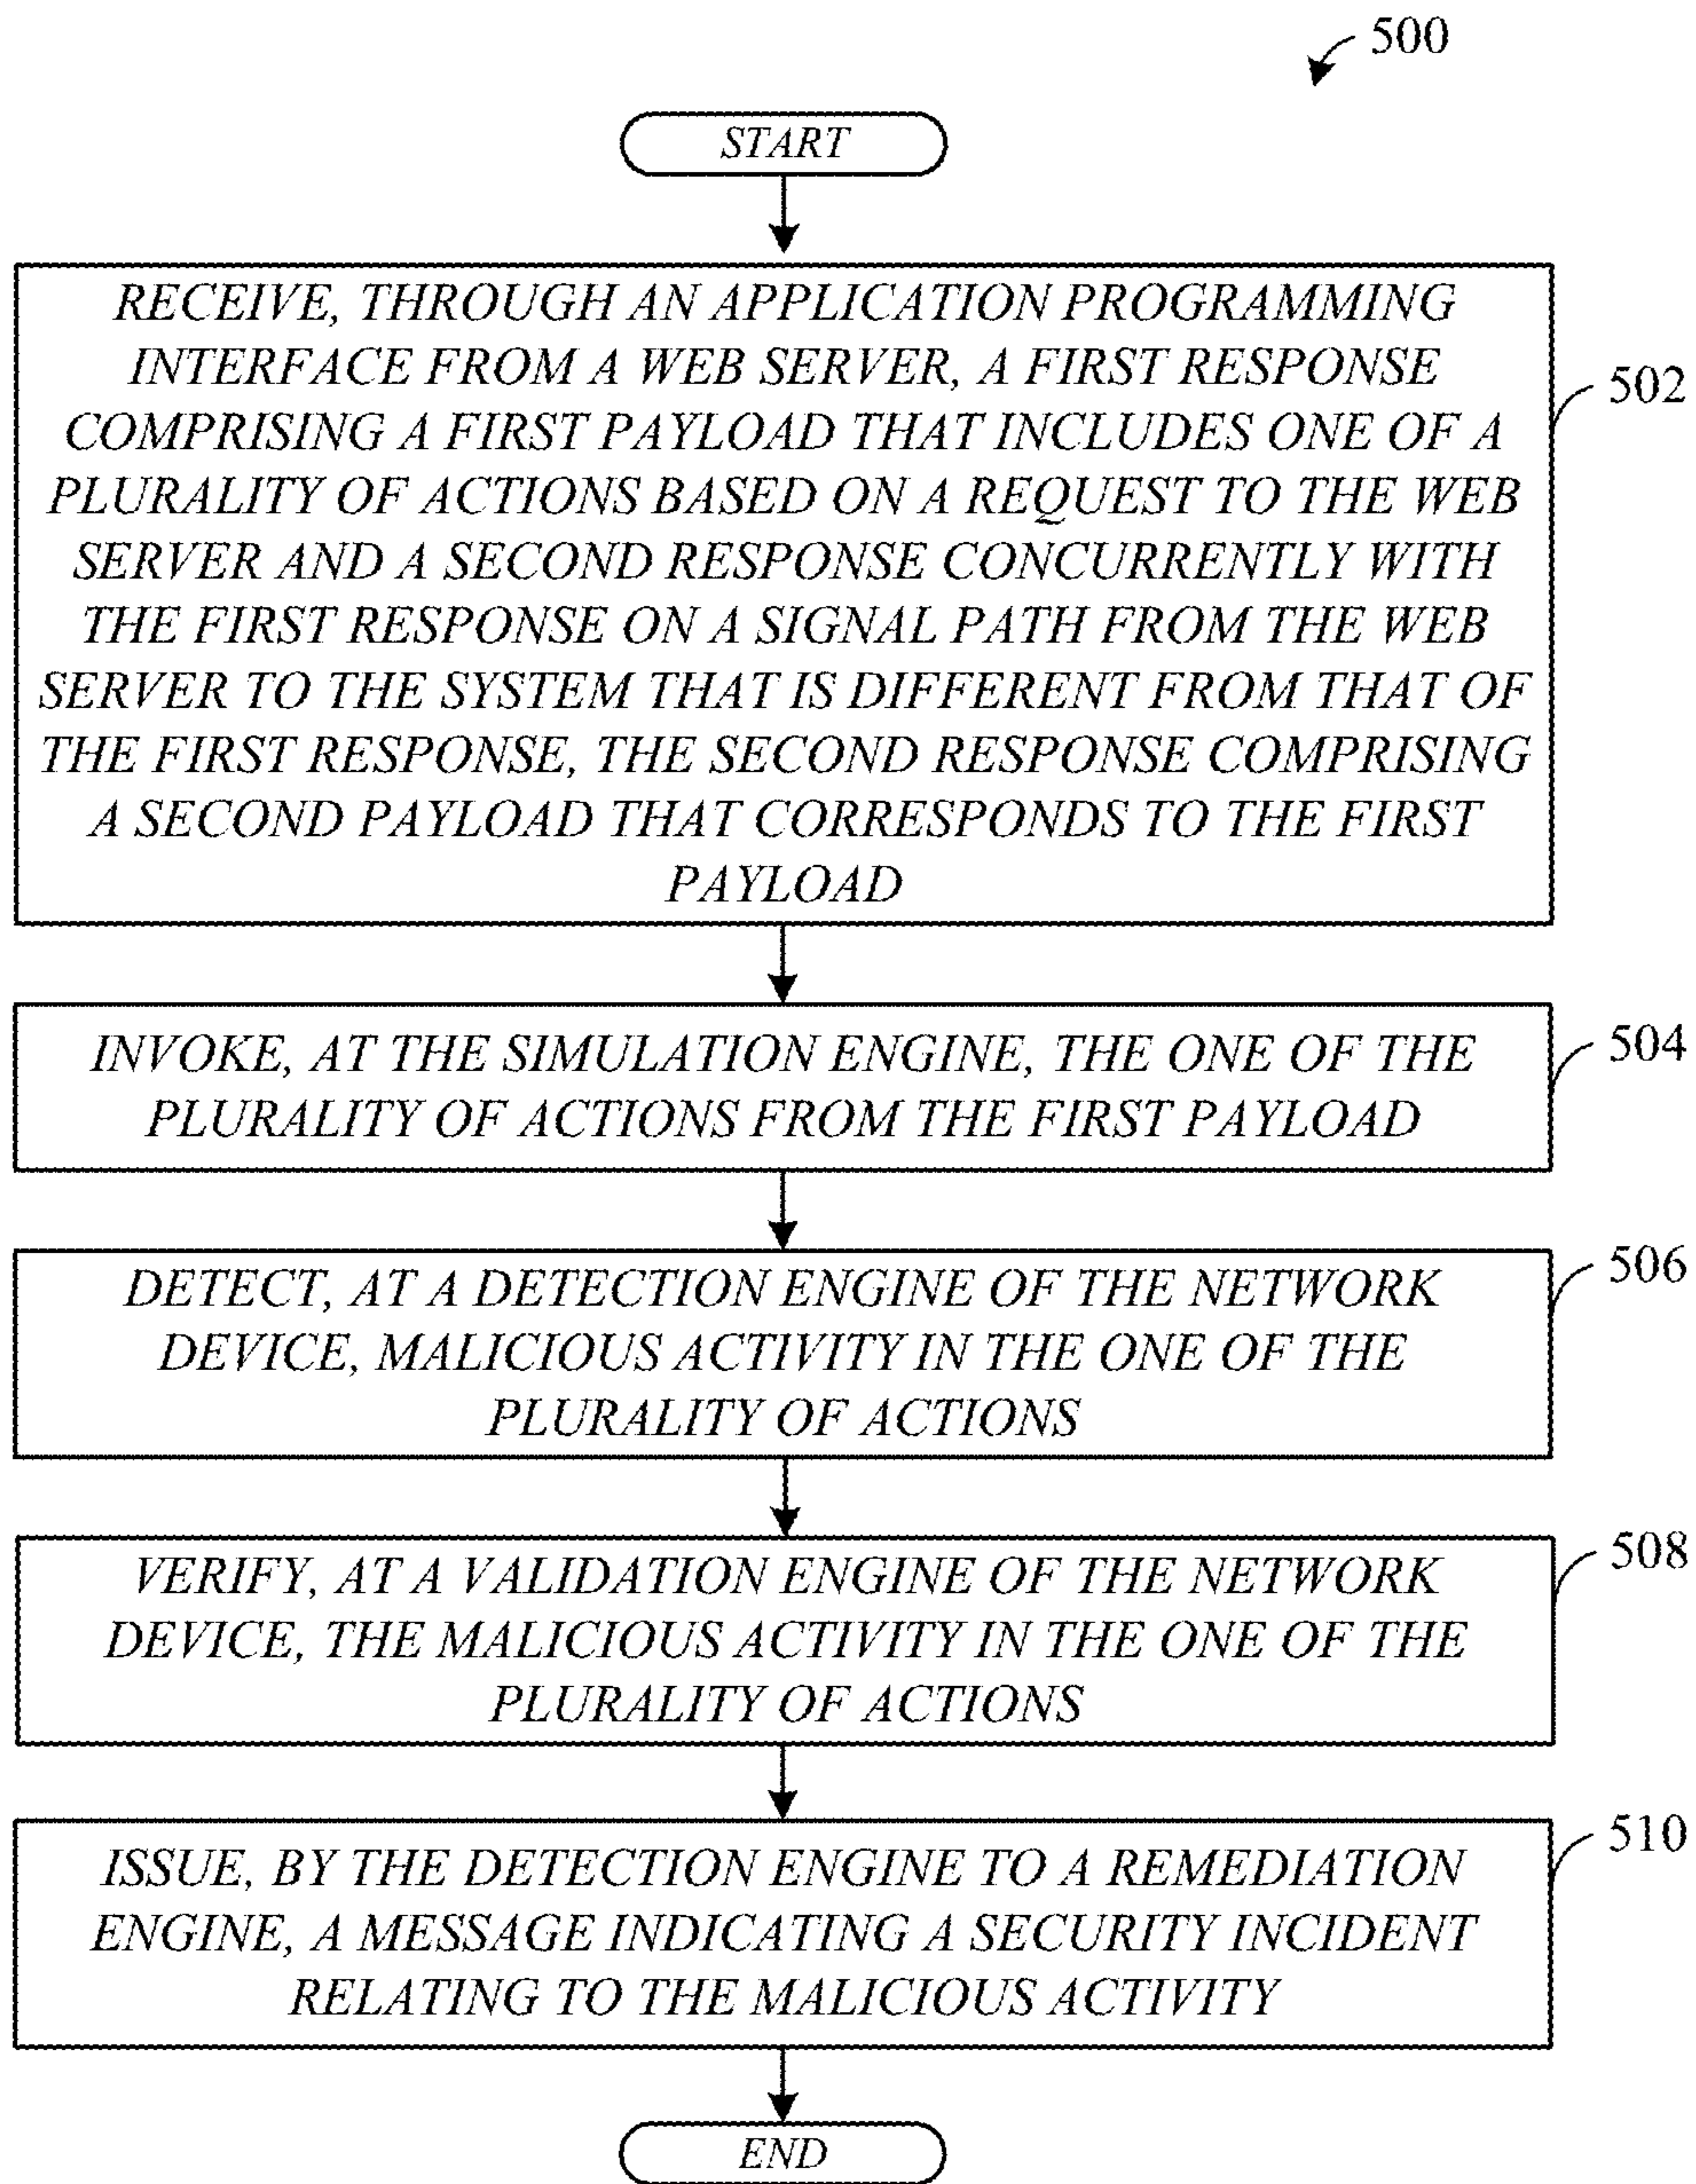 500
START
RECEIVE, THROUGH AN APPLICATION PROGRAMMING
INTERFACE FROM A WEB SERVER, A FIRST RESPONSE
COMPRISING A FIRST PAYLOAD THAT INCLUDES ONE OF A
PLURALITY OF ACTIONS BASED ON A REQUEST TO THE WEB
SERVER AND A SECOND RESPONSE CONCURRENTLY WITH
THE FIRST RESPONSE ON A SIGNAL PATH FROM THE WEB
SERVER TO THE SYSTEM THAT IS DIFFERENT FROM THAT OF
THE FIRST RESPONSE, THE SECOND RESPONSE COMPRISING
A SECOND PAYLOAD THAT CORRESPONDS TO THE FIRST
PAYLOAD
502
INVOKE, AT THE SIMULATION ENGINE, THE ONE OF THE
PLURALITY OF ACTIONS FROM THE FIRST PAYLOAD
504
DETECT, AT A DETECTION ENGINE OF THE NETWORK
DEVICE, MALICIOUS ACTIVITY IN THE ONE OF THE
PLURALITY OF ACTIONS
506
VERIFY, AT A VALIDATION ENGINE OF THE NETWORK
DEVICE, THE MALICIOUS ACTIVITY IN THE ONE OF THE
PLURALITY OF ACTIONS
508
ISSUE, BY THE DETECTION ENGINE TO A REMEDIATION
ENGINE, A MESSAGE INDICATING A SECURITY INCIDENT
RELATING TO THE MALICIOUS ACTIVITY
510
END